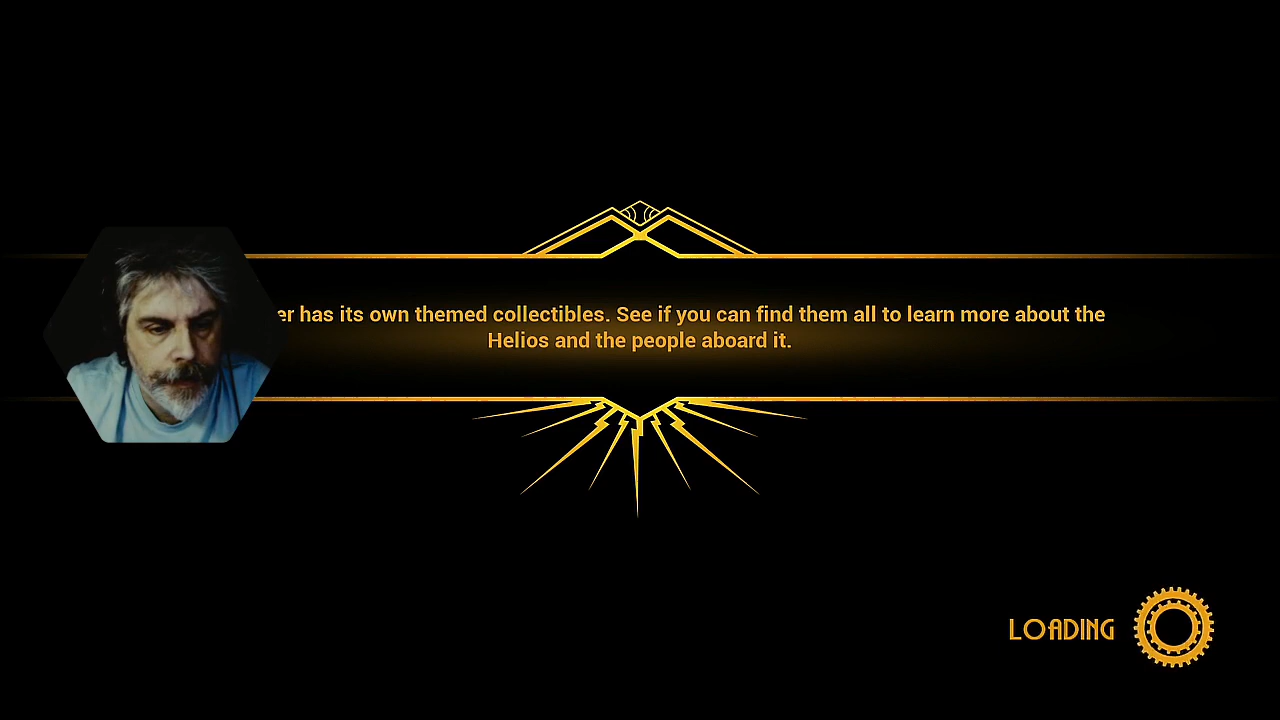 has its own themed collectibles. See if you can find them all to learn more about the
Helios and the people aboard it.
LOADING